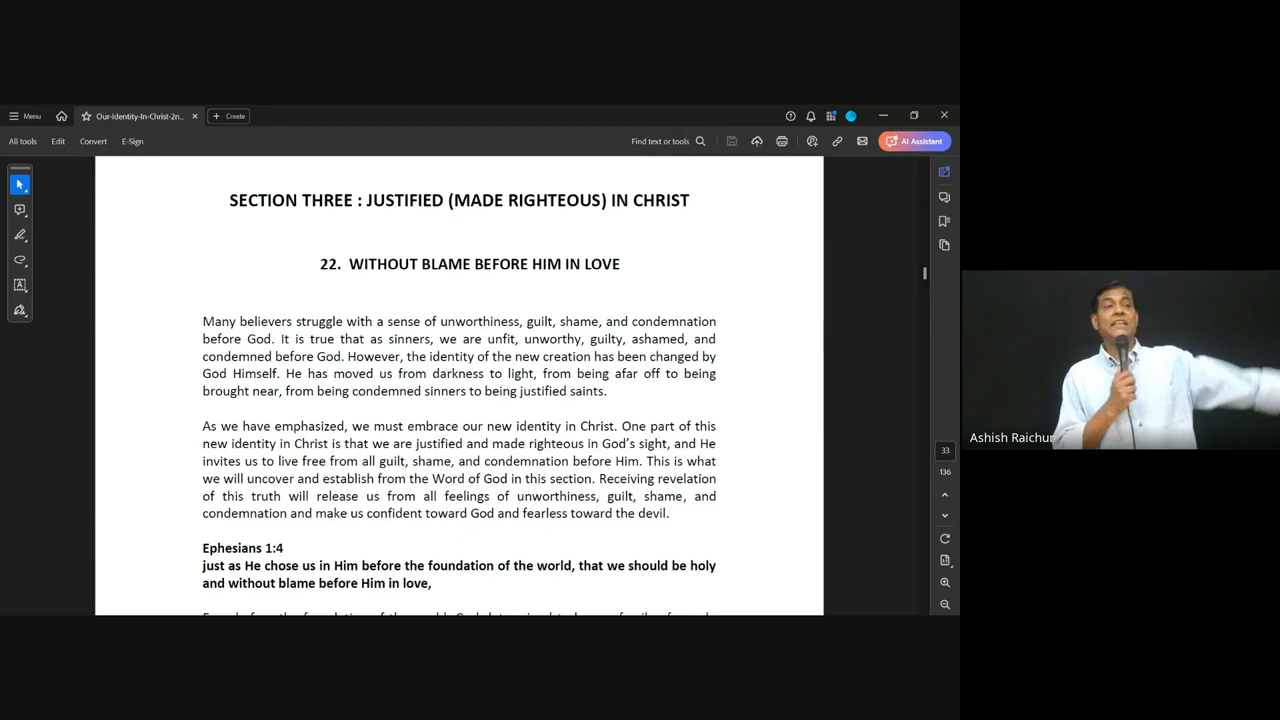 Menu
Our-Identity-In-Christ-2n...
Create
All tools
Edit
Convert
E-Sign
Find text or tools
AI Assistant
SECTION THREE : JUSTIFIED (MADE RIGHTEOUS) IN CHRIST
22. WITHOUT BLAME BEFORE HIM IN LOVE
Many believers struggle with a sense of unworthiness, guilt, shame, and condemnation
before God. It is true that as sinners, we are unfit, unworthy, guilty, ashamed, and
condemned before God. However, the identity of the new creation has been changed by
God Himself. He has moved us from darkness to light, from being afar off to being
brought near, from being condemned sinners to being justified saints.
As we have emphasized, we must embrace our new identity in Christ. One part of this
new identity in Christ is that we are justified and made righteous in God's sight, and He
invites us to live free from all guilt, shame, and condemnation before Him. This is what
we will uncover and establish from the Word of God in this section. Receiving revelation
of this truth will release us from all feelings of unworthiness, guilt, shame, and
condemnation and make us confident toward God and fearless toward the devil.
Ephesians 1:4
just as He chose us in Him before the foundation of the world, that we should be holy
and without blame before Him in love,
33
136
Ashish Raichur